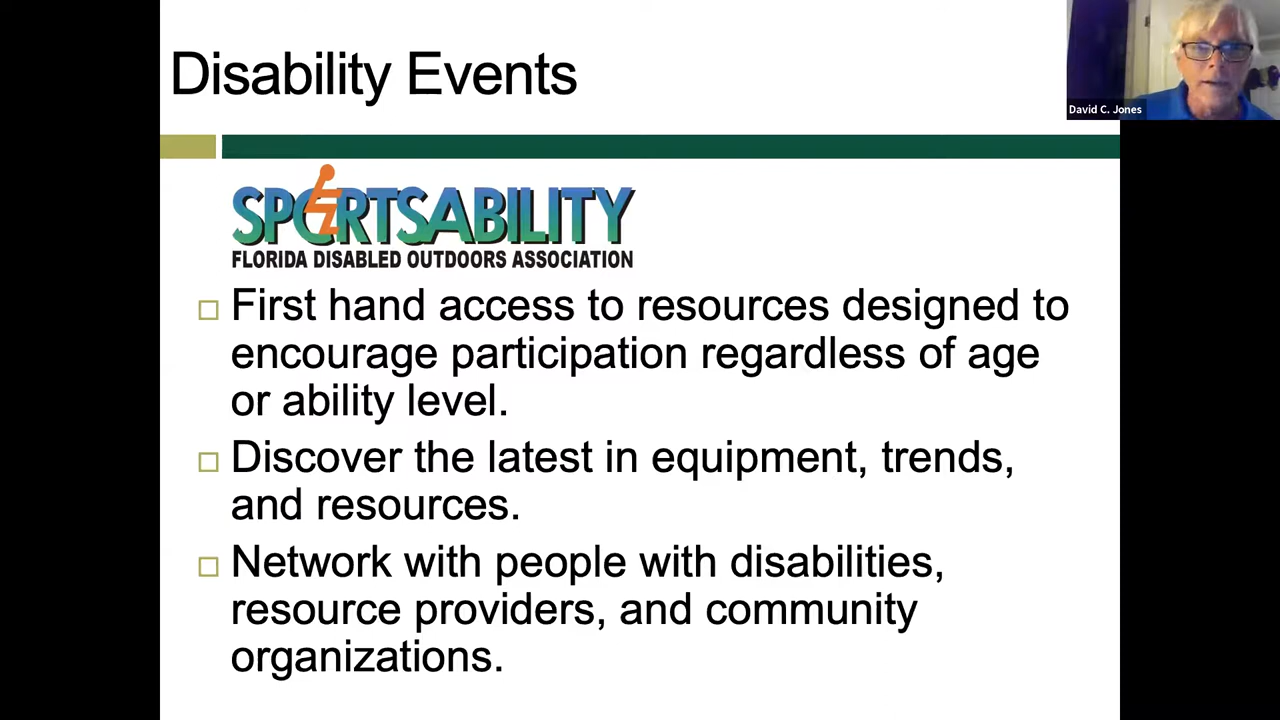 Disability Events
David C. Jones
SPORTSABILITY
FLORIDA DISABLED OUTDOORS ASSOCIATION
First hand access to resources designed to
encourage participation regardless of age
or ability level.
Discover the latest in equipment, trends,
and resources.
Network with people with disabilities,
resource providers, and community
organizations.